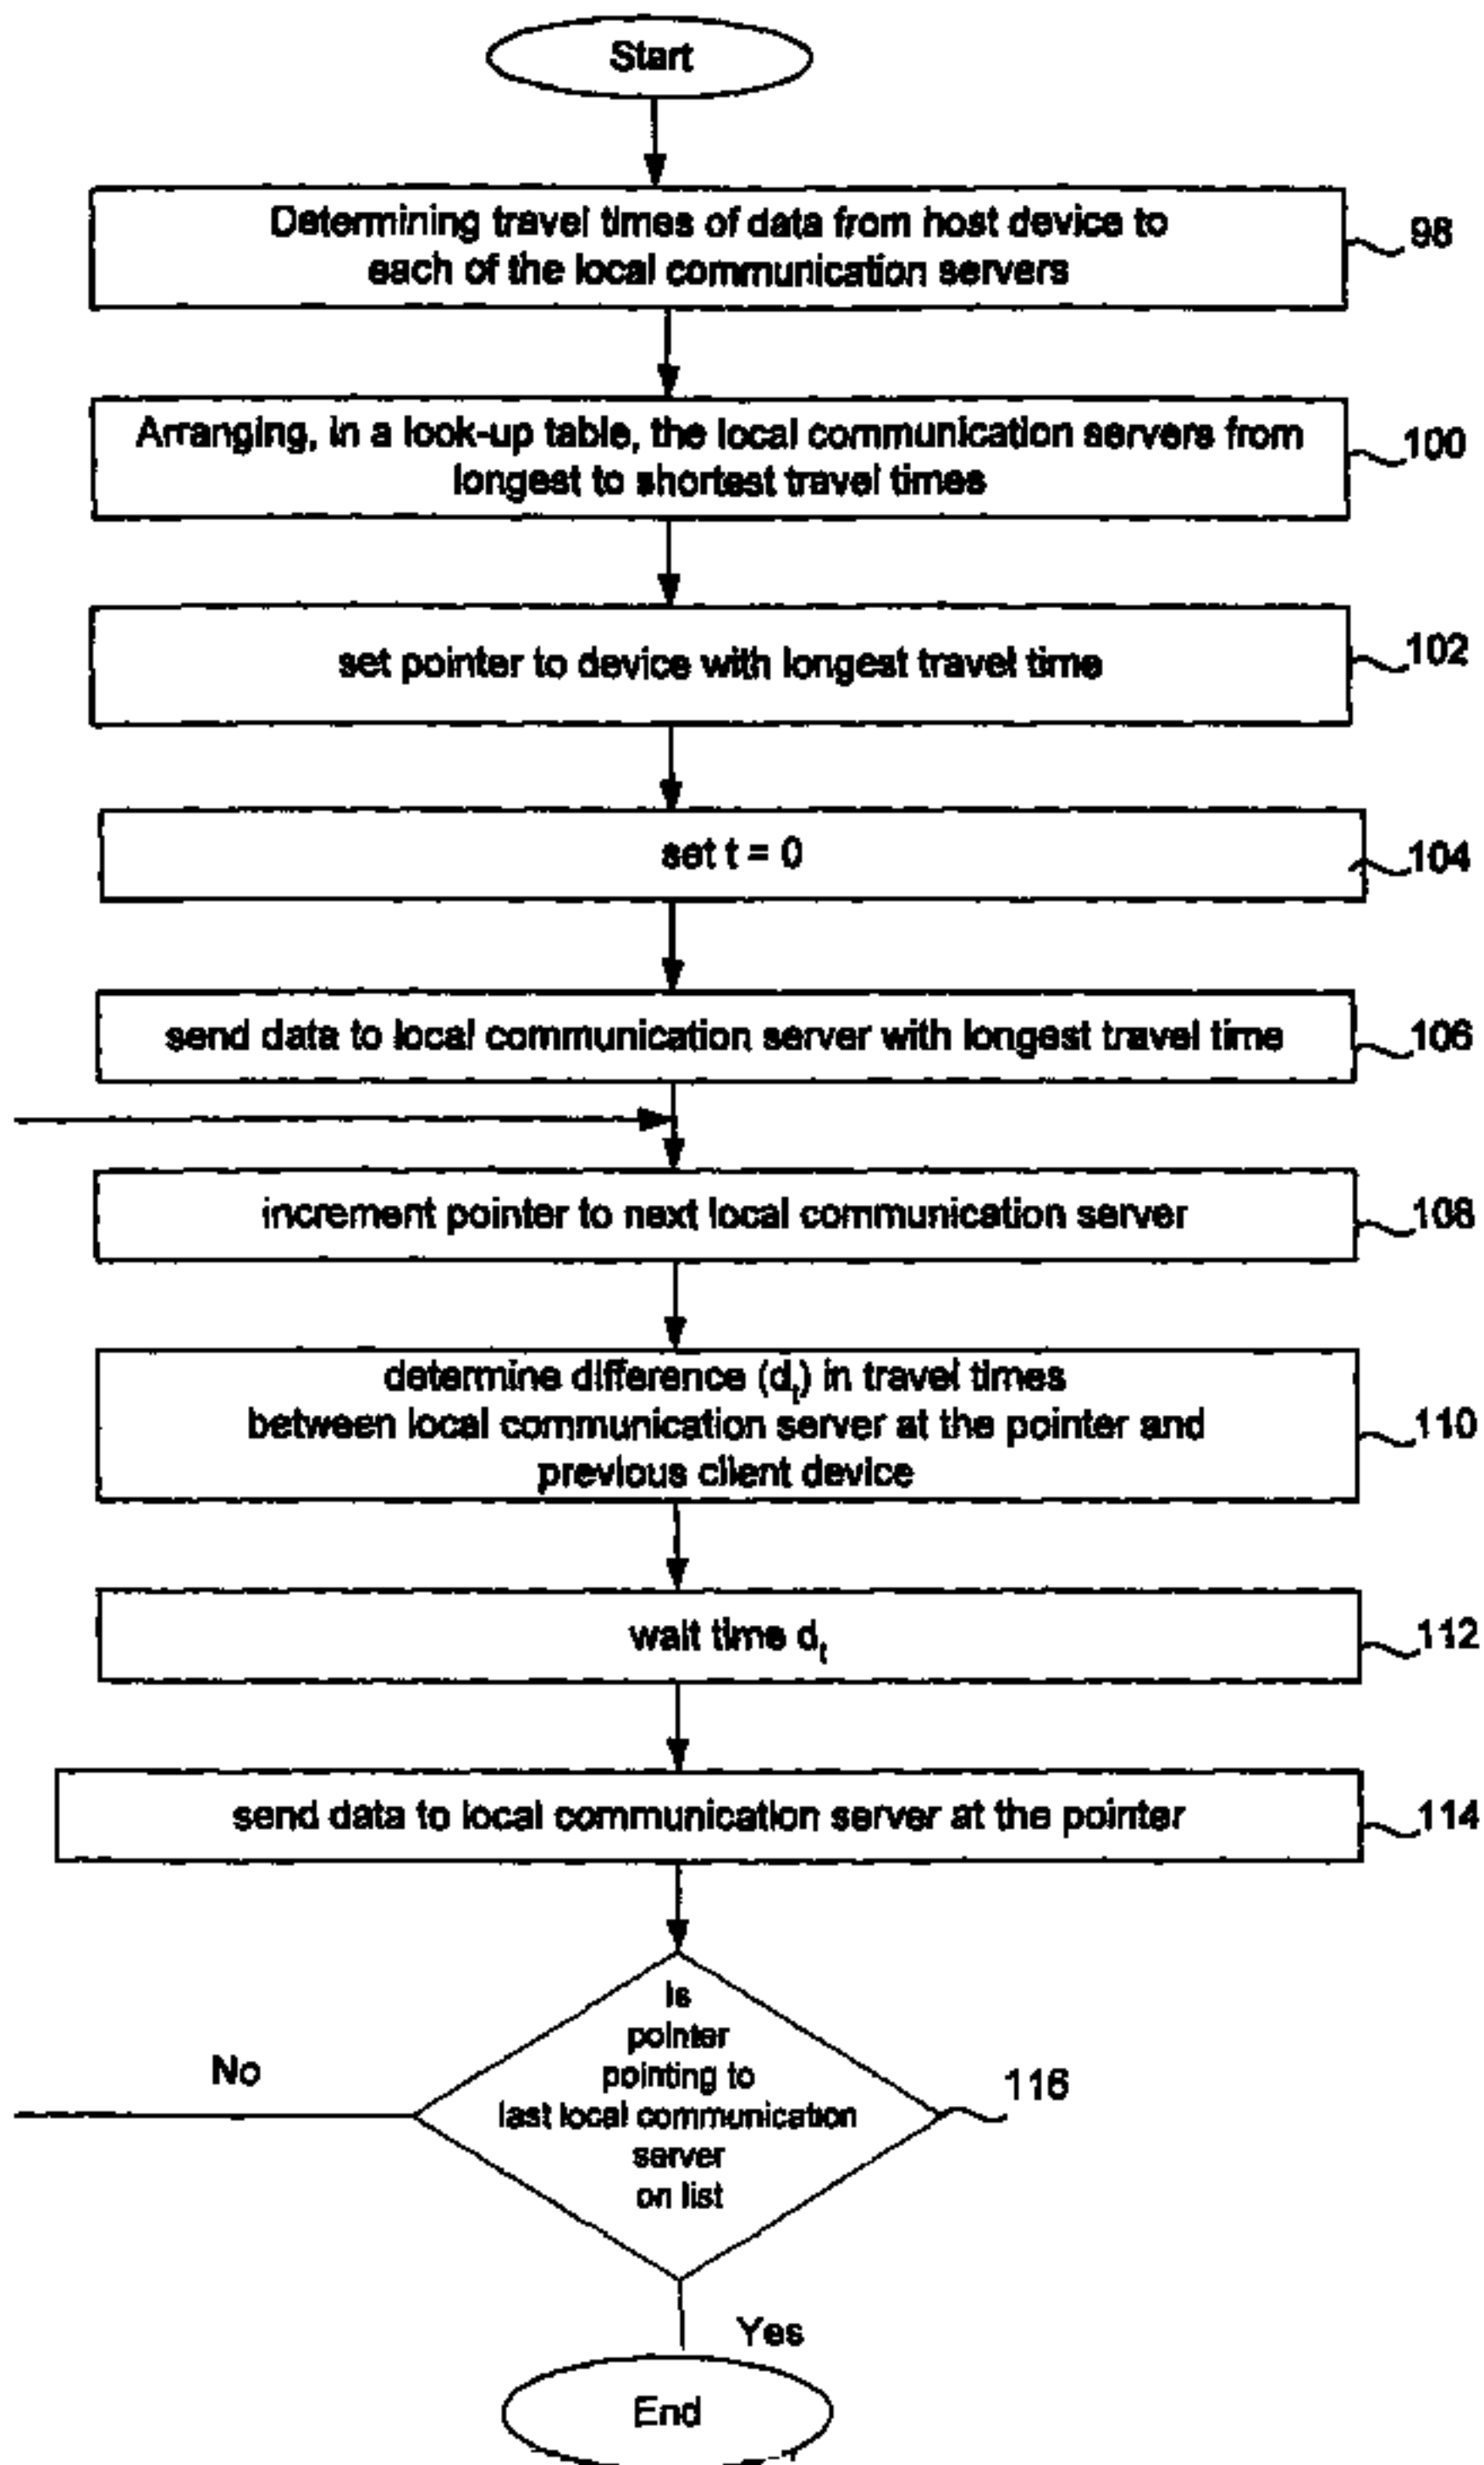 Start
Determining travel times of data from host device to
each of the local communication servers
98
Arranging, in a look-up table, the local communication servers from
longest to shortest travel times
100
set pointer to device with longest travel time
102
set t = 0
104
send data to local communication server with longest travel time
106
increment pointer to next local communication server
108
determine difference (dt) in travel times
between local communication server at the pointer and
previous client device
110
wait time dt
112
send data to local communication server at the pointer
114
Is
pointer
pointing to
last local communication
server
on list
116
No
Yes
End